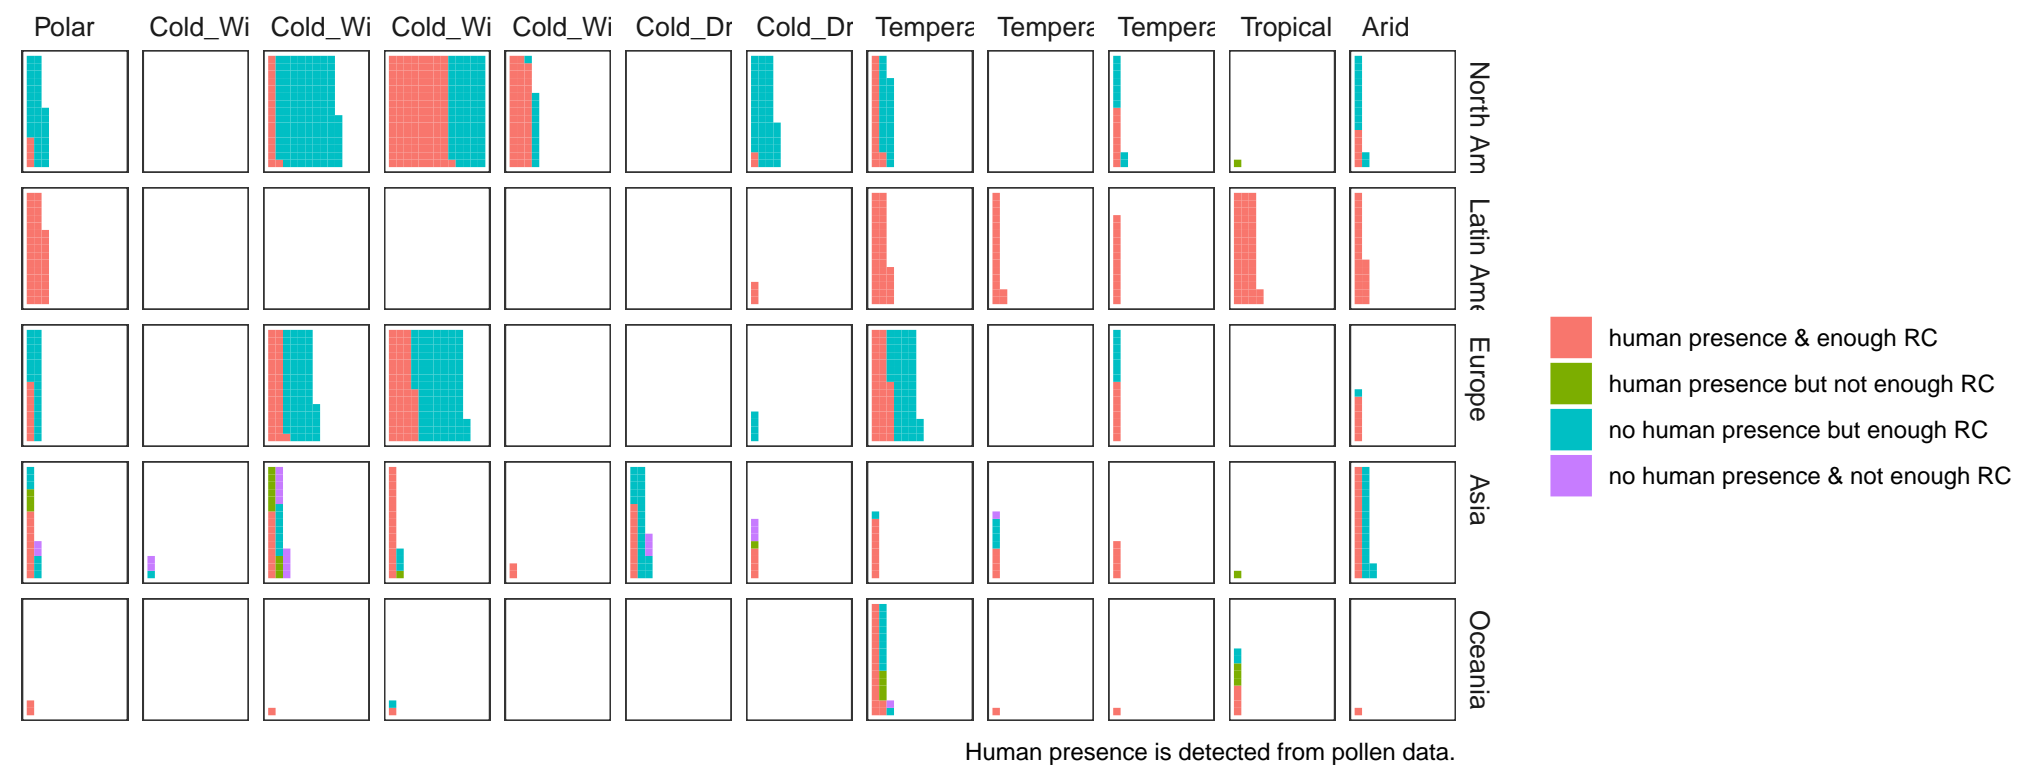 Polar Cold_Wi Cold_Wi Cold_Wi Cold_Wi Cold_Dr Cold_Dr Tempera Tempera Tempera Tropical Arid
North Am
Latin Ame
Europe
human presence & enough RC
human presence but not enough RC
no human presence but enough RC
no human presence & not enough RC
Asia
Oceania
Human presence is detected from pollen data.